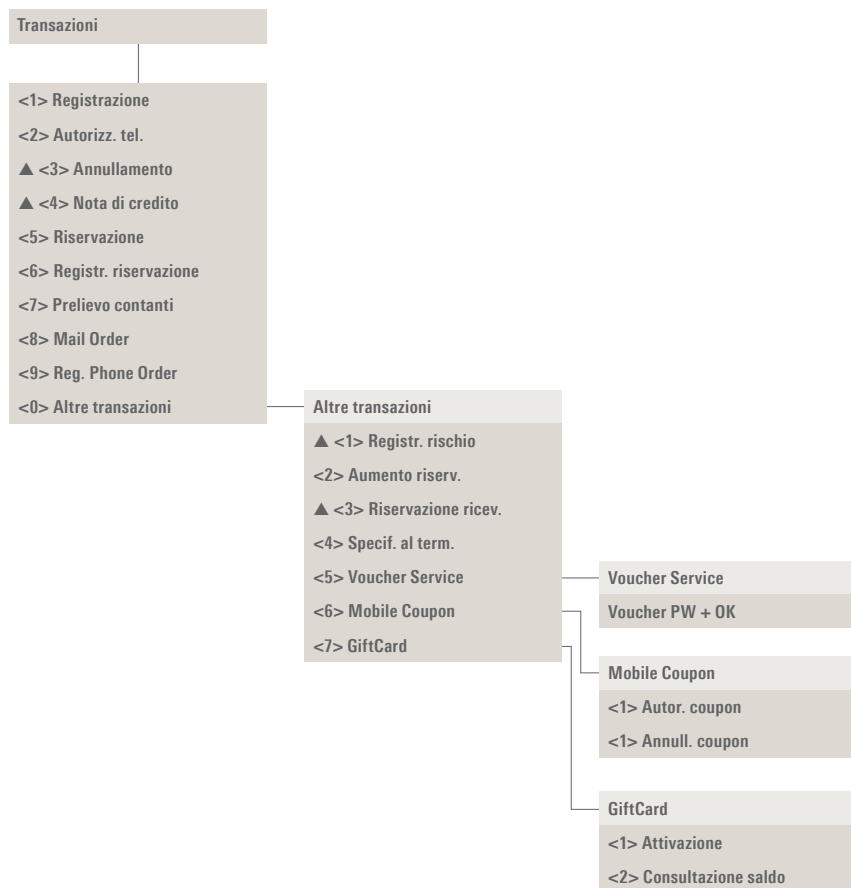 Transazioni
<1> Registrazione
<2> Autorizz. tel.
▲ <3> Annullamento
▲ <4> Nota di credito
<5> Riservazione
<6> Registr. riservazione
<7> Prelievo contanti
<8> Mail Order
<9> Reg. Phone Order
<0> Altre transazioni
Altre transazioni
▲ <1> Registr. rischio
<2> Aumento riserv.
▲ <3> Riservazione ricev.
<4> Specif. al term.
<5> Voucher Service
<6> Mobile Coupon
<7> GiftCard
Voucher Service
Voucher PW + OK
Mobile Coupon
<1> Autor. coupon
<1> Annull. coupon
GiftCard
<1> Attivazione
<2> Consultazione saldo